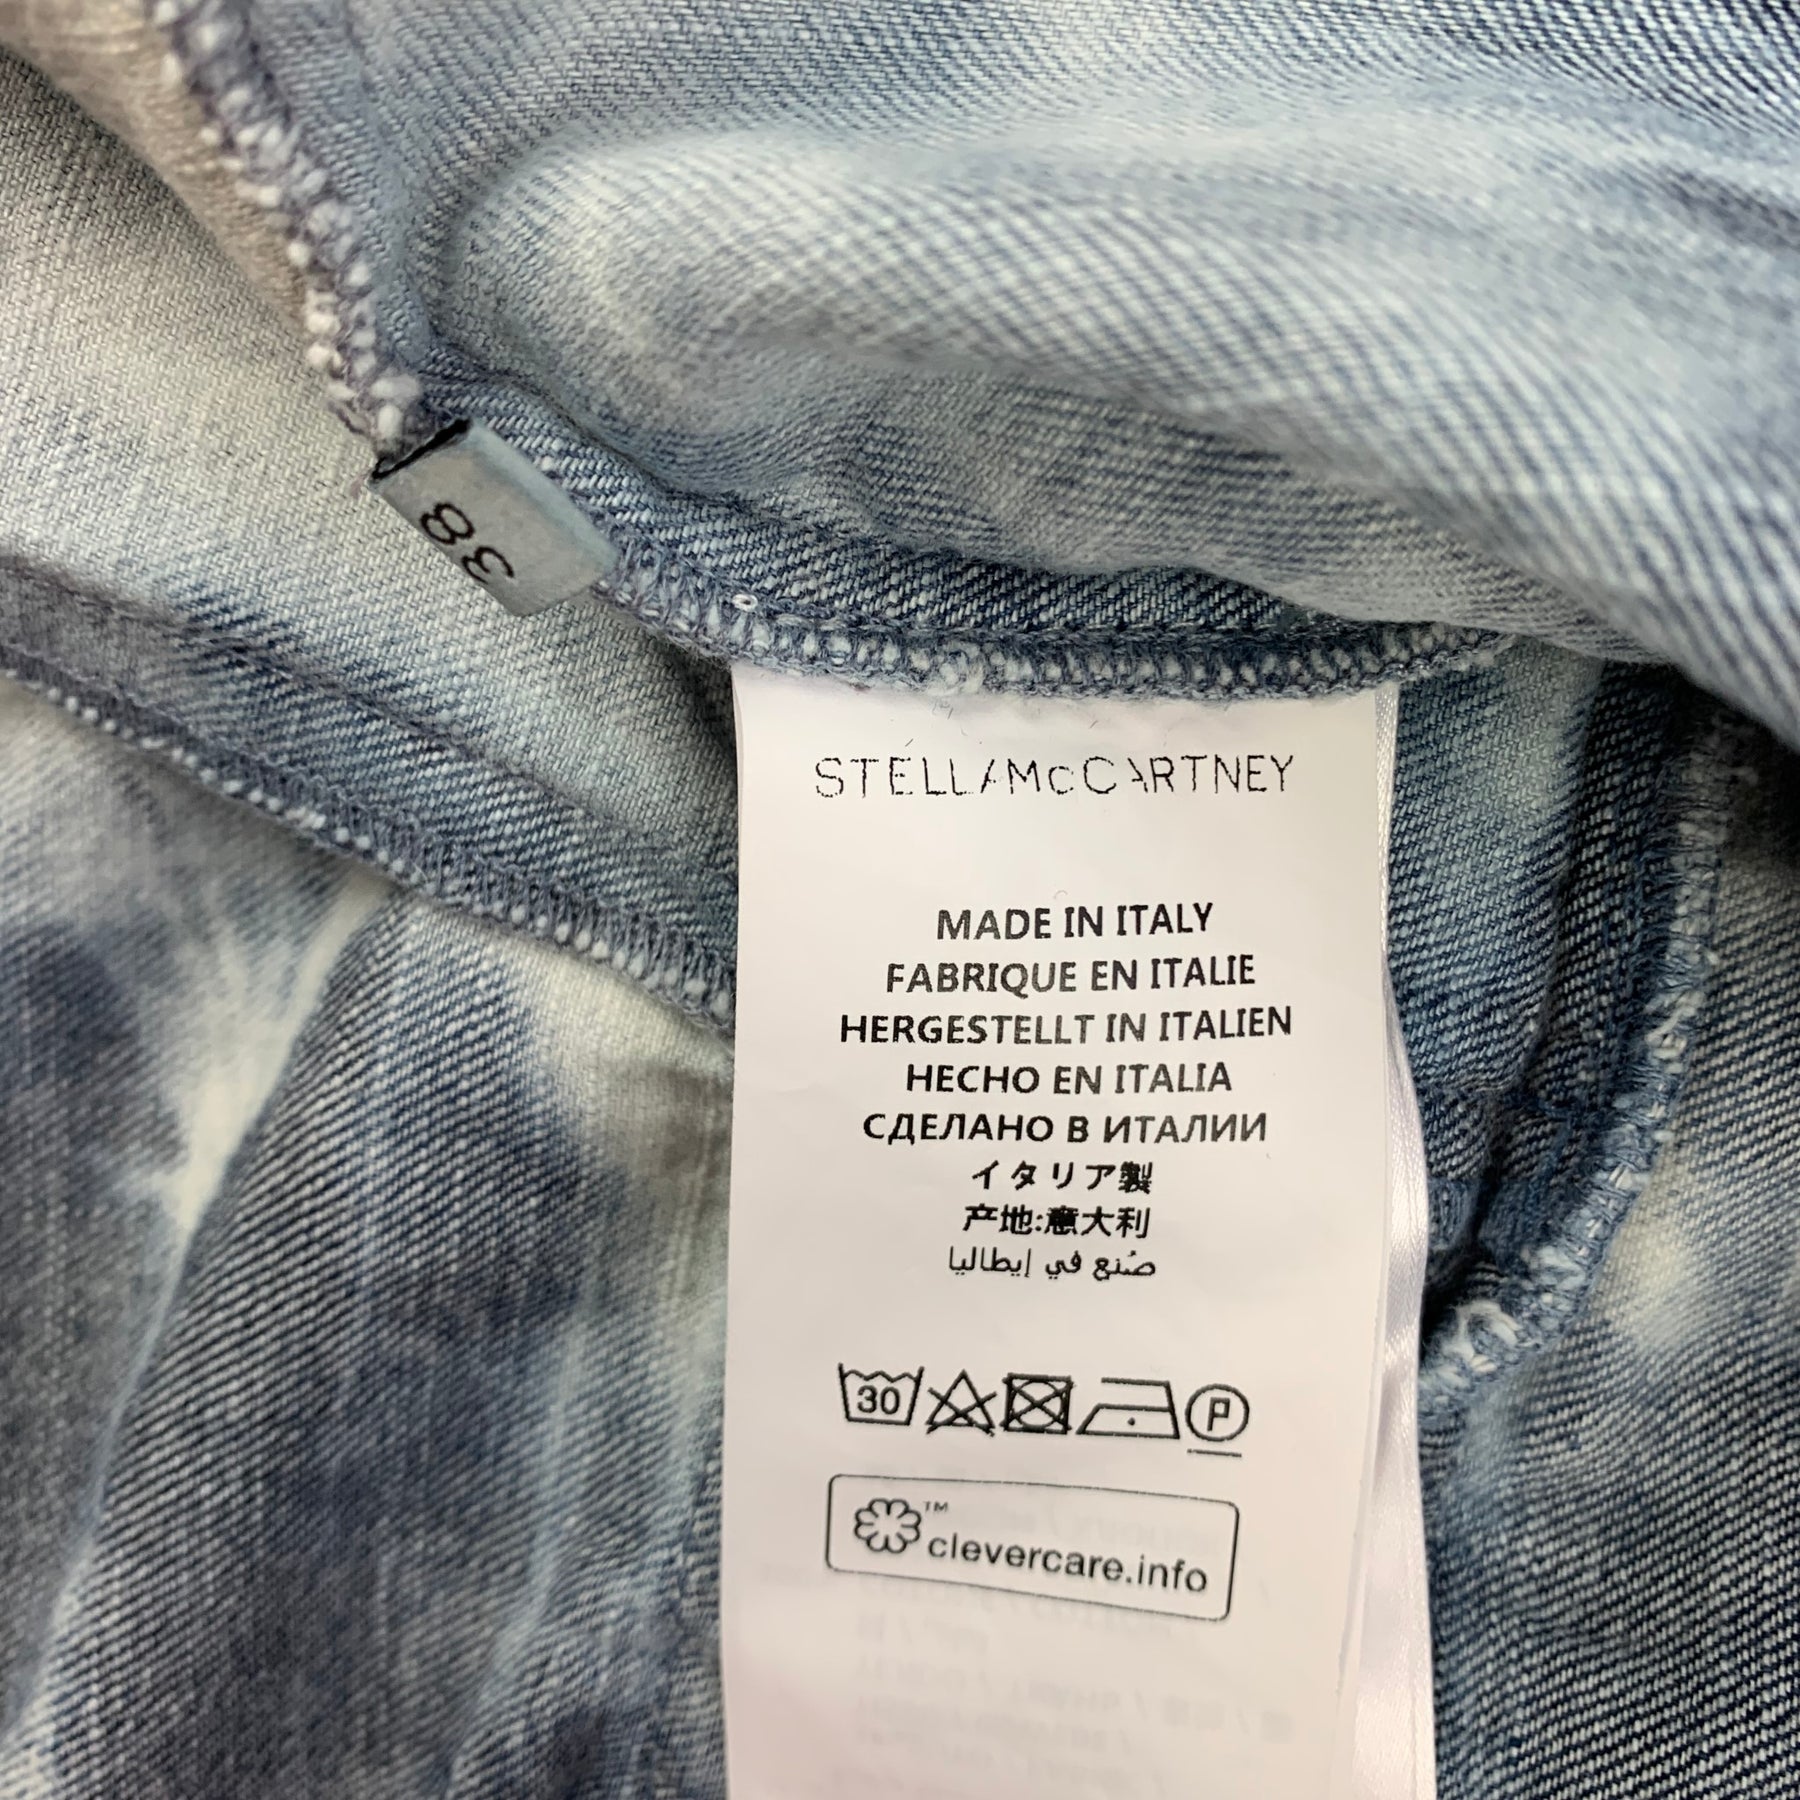 38
STELLAMcCARTNEY
MADE IN ITALY
FABRIQUE EN ITALIE
HERGESTELLT IN ITALIEN
HECHO EN ITALIA
СДЕЛАНО В ИТАЛИИ
イタリア製
产地:意大利
صُنع في إيطاليا
30 P
™ clevercare.info